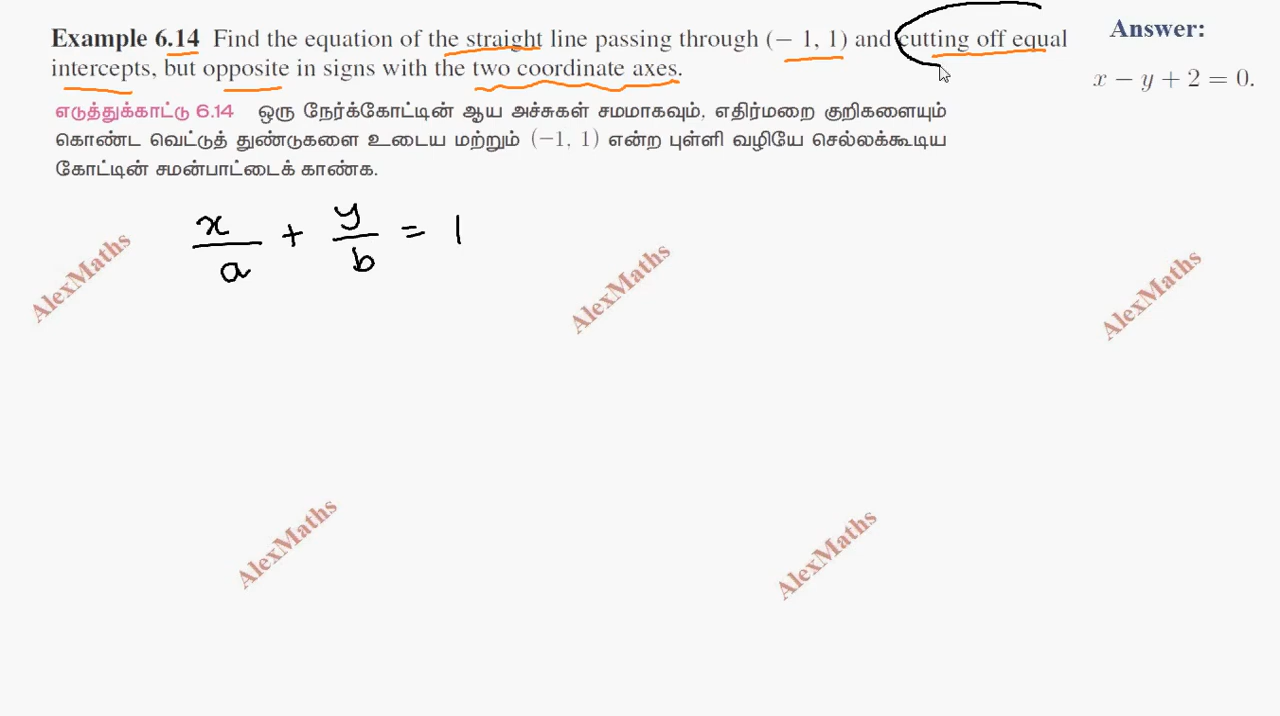 Example 6.14 Find the equation of the straight line passing through (− 1, 1) and cutting off equal
intercepts, but opposite in signs with the two coordinate axes.
Answer:
x − y + 2 = 0.
எடுத்துக்காட்டு 6.14 ஒரு நேர்க்கோட்டின் ஆய அச்சுகள் சமமாகவும், எதிர்மறை குறிகளையும்
கொண்ட வெட்டுத் துண்டுகளை உடைய மற்றும் (−1, 1) என்ற புள்ளி வழியே செல்லக்கூடிய
கோட்டின் சமன்பாட்டைக் காண்க.
x/a + y/b = 1
AlexMaths
AlexMaths
AlexMaths
AlexMaths
AlexMaths